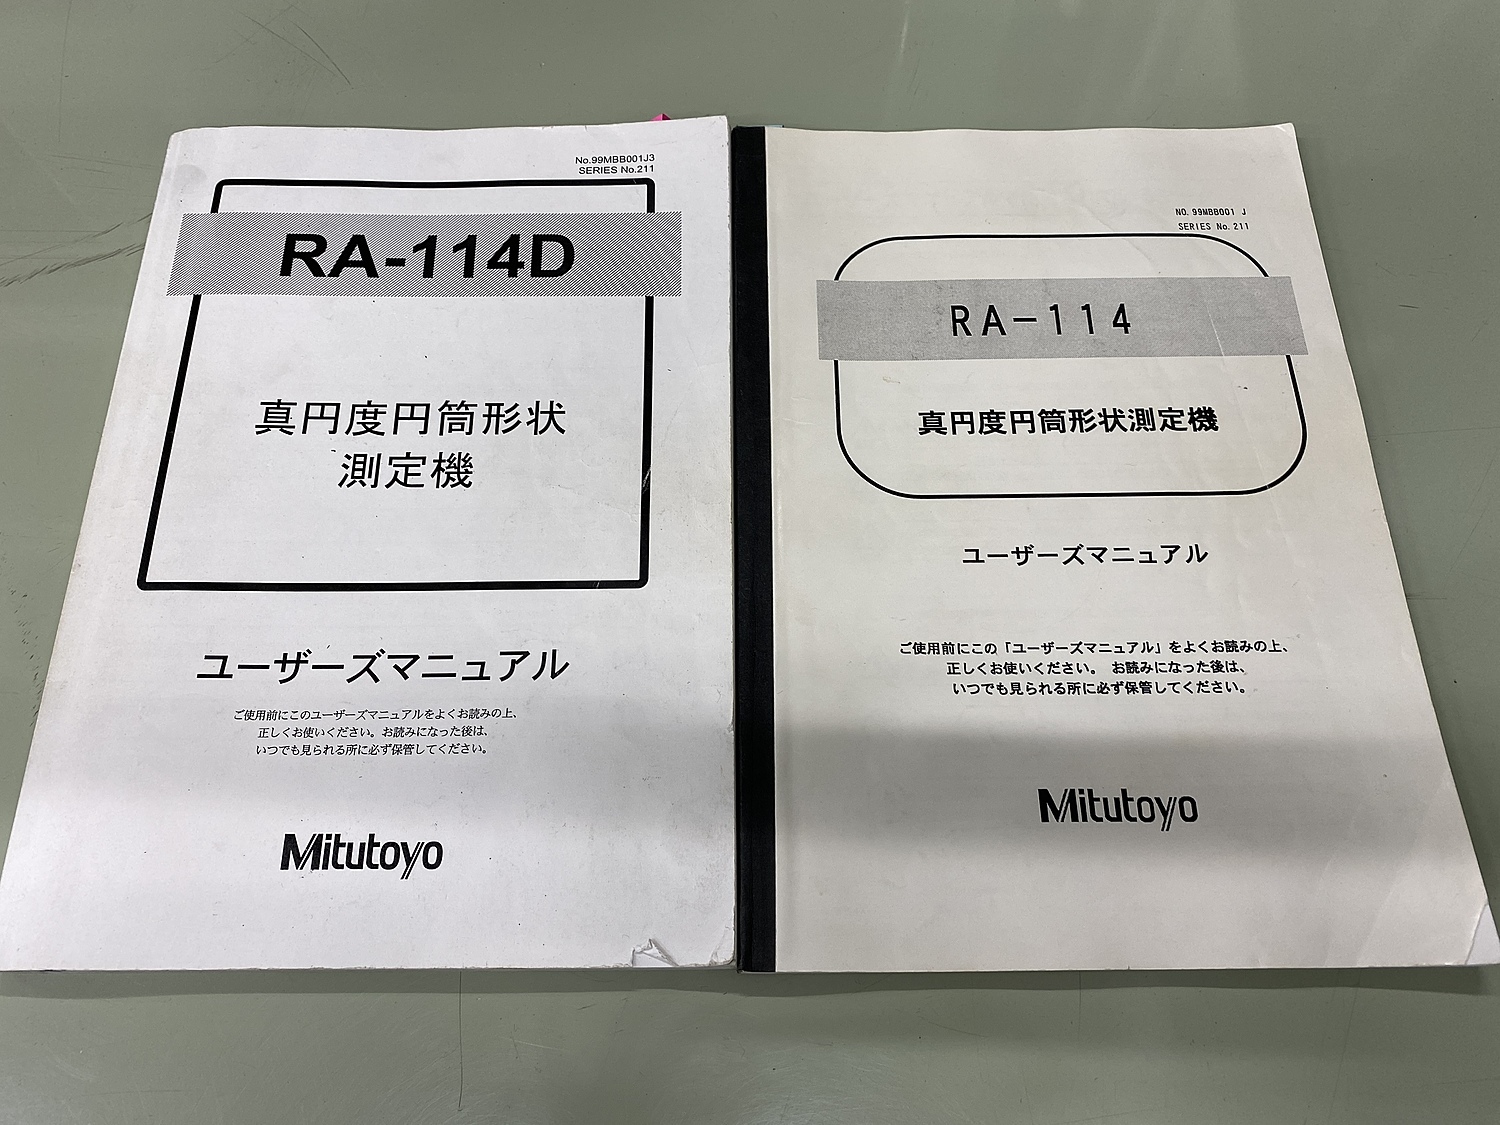 No.99MBB001J3
SERIES No.211
RA-114D
真円度円筒形状
測定機
ユーザーズマニュアル
ご使用前にこのユーザーズマニュアルをよくお読みの上、
正しくお使いください。お読みになった後は、
いつでも見られる所に必ず保管してください。
Mitutoyo
NO. 99MBB001 J
SERIES No. 211
RA-114
真円度円筒形状測定機
ユーザーズマニュアル
ご使用前にこの「ユーザーズマニュアル」をよくお読みの上、
正しくお使いください。 お読みになった後は、
いつでも見られる所に必ず保管してください。
Mitutoyo